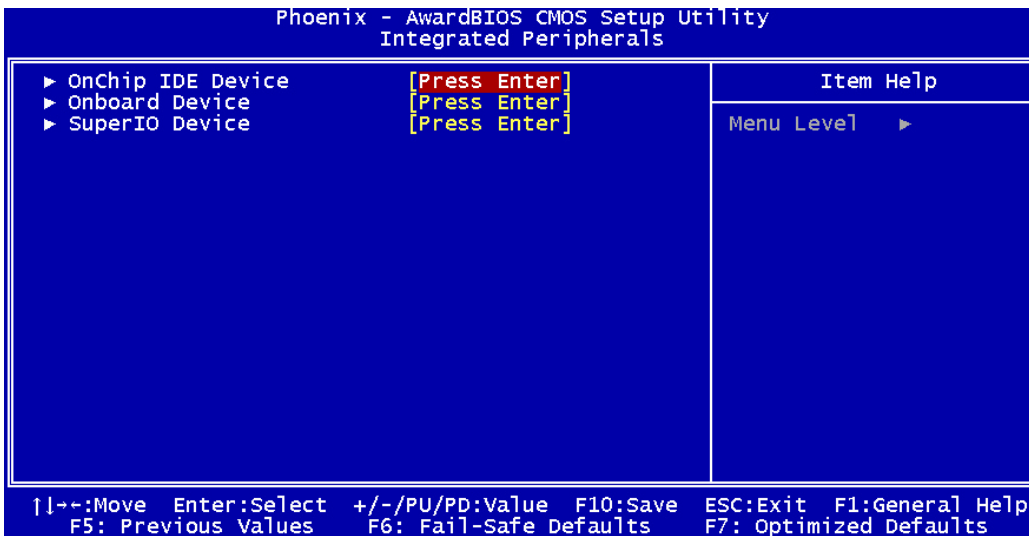 Phoenix - AwardBIOS CMOS Setup Utility
Integrated Peripherals
► OnChip IDE Device [Press Enter]
► Onboard Device [Press Enter]
► SuperIO Device [Press Enter]
Item Help
Menu Level ►
↑↓→←:Move Enter:Select +/-/PU/PD:Value F10:Save ESC:Exit F1:General Help
F5: Previous Values F6: Fail-Safe Defaults F7: Optimized Defaults